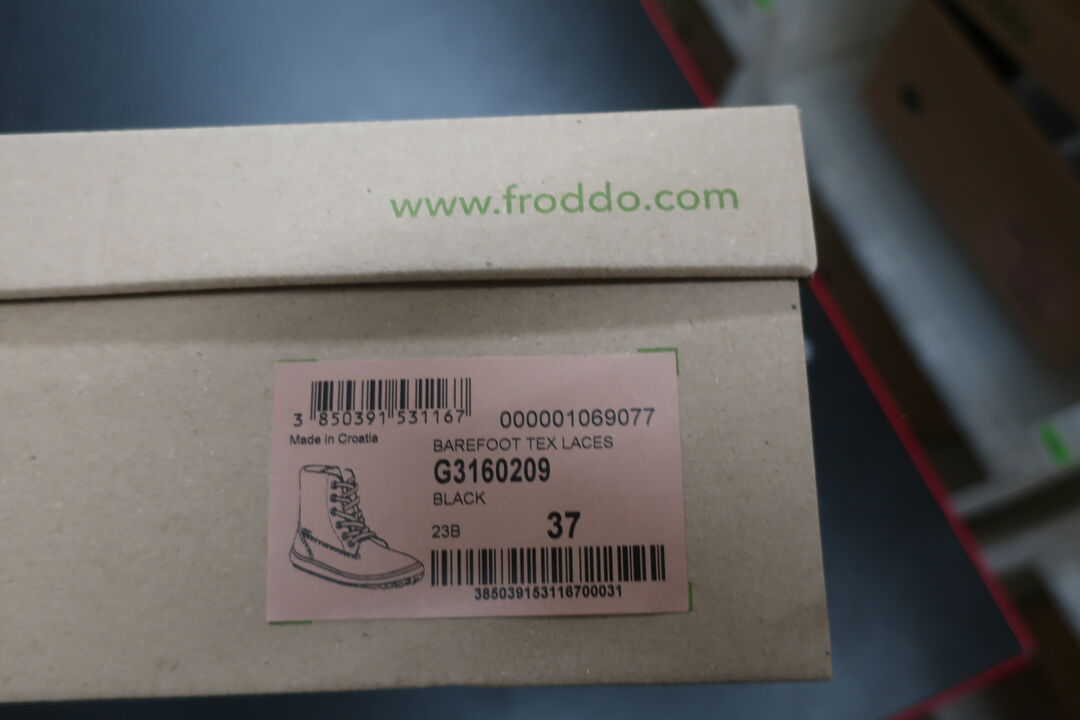 www.froddo.com
3 850391 531167
000001069077
Made in Croatia
BAREFOOT TEX LACES
G3160209
BLACK
23B
37
385039153116700031